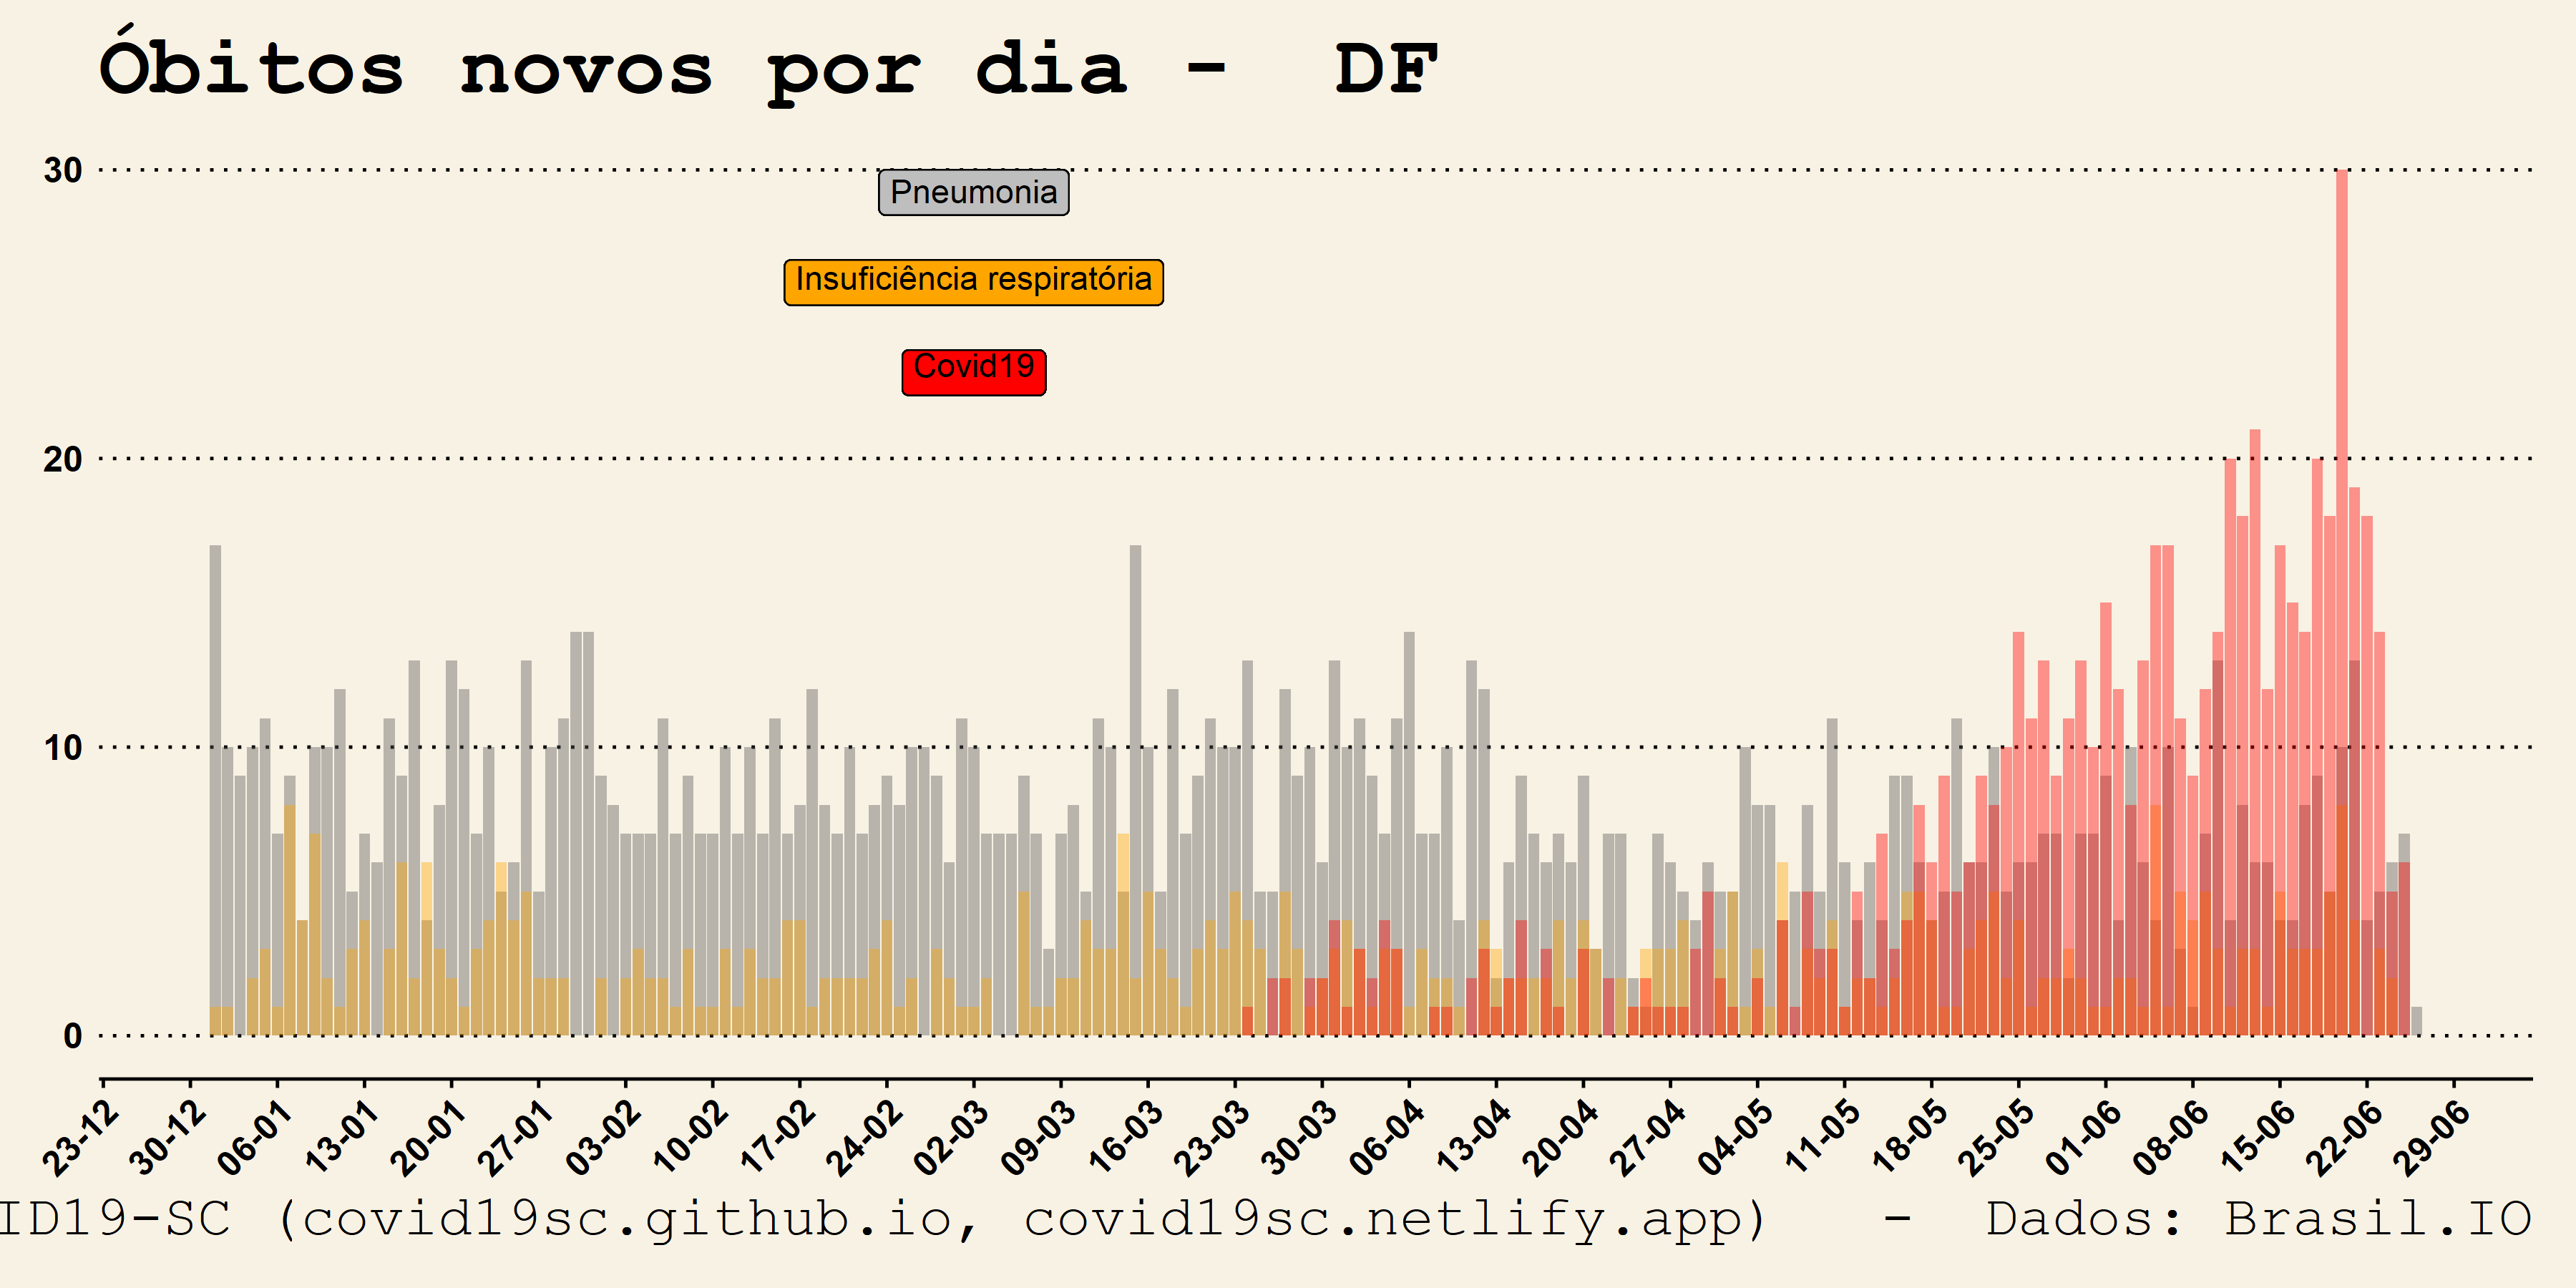 Óbitos novos por dia - DF
30
Pneumonia
Insuficiência respiratória
Covid19
20
10
0
23-12 30-12 06-01 13-01 20-01 27-01 03-02 10-02 17-02 24-02 02-03 09-03 16-03 23-03 30-03 06-04 13-04 20-04 27-04 04-05 11-05 18-05 25-05 01-06 08-06 15-06 22-06 29-06
ID19-SC (covid19sc.github.io, covid19sc.netlify.app) - Dados: Brasil.IO